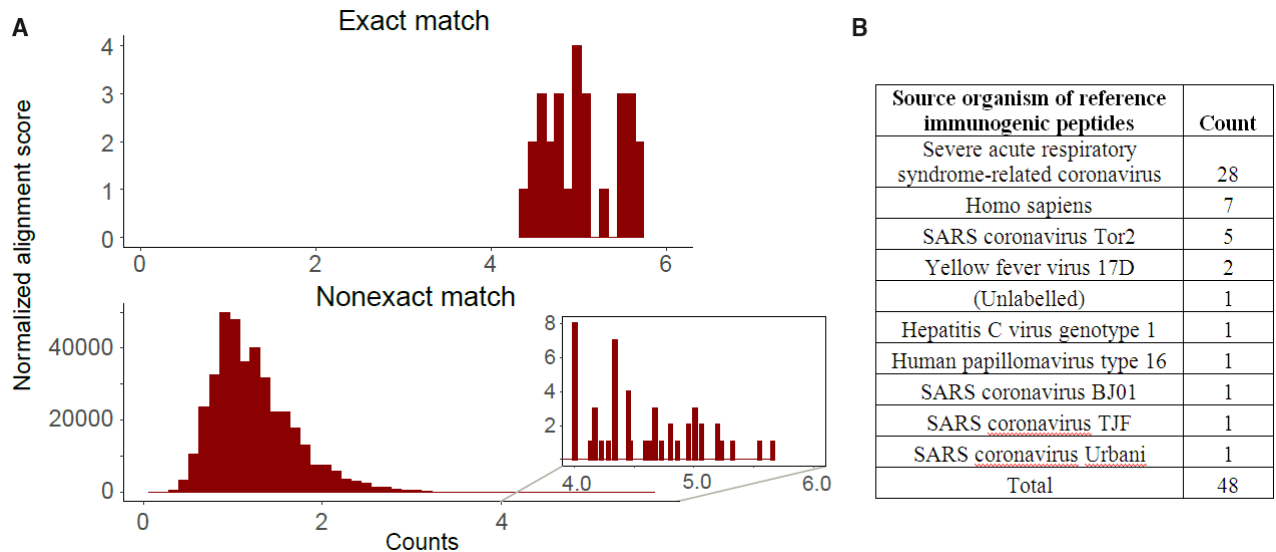 A
Exact match
4
3
2
1
0
0 2 4 6
Normalized alignment score
Nonexact match
40000
20000
0
0 2 4
8
6
4
2
4.0 5.0 6.0
Counts
B
Source organism of reference
immunogenic peptides
Count
Severe acute respiratory
syndrome-related coronavirus
28
Homo sapiens 7
SARS coronavirus Tor2 5
Yellow fever virus 17D 2
(Unlabelled) 1
Hepatitis C virus genotype 1 1
Human papillomavirus type 16 1
SARS coronavirus BJ01 1
SARS coronavirus TJF 1
SARS coronavirus Urbani 1
Total 48